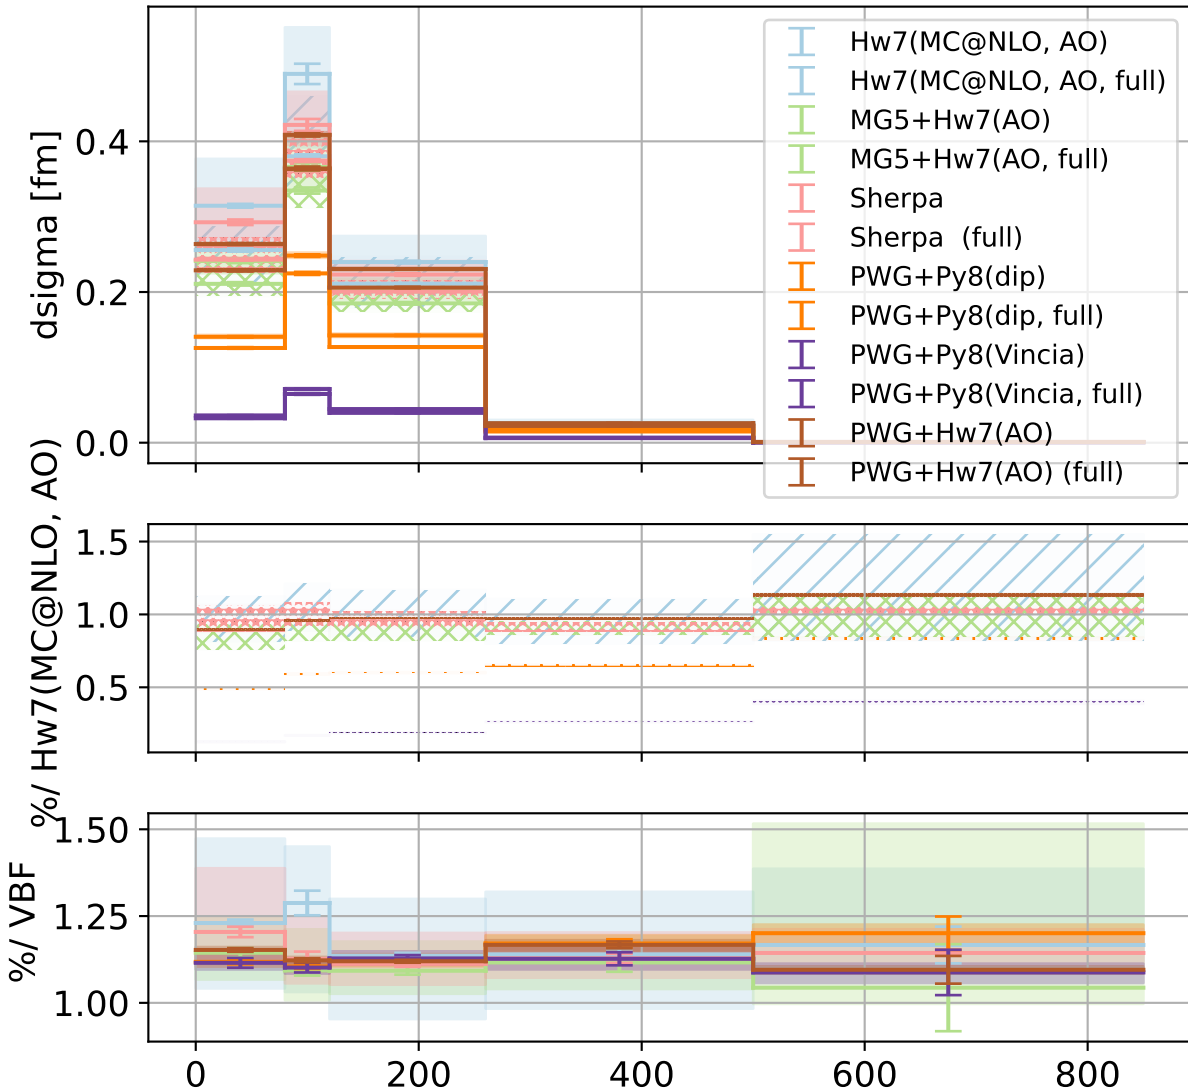 dsigma [fm]
0.4
0.2
0.0
Hw7(MC@NLO, AO)
Hw7(MC@NLO, AO, full)
MG5+Hw7(AO)
MG5+Hw7(AO, full)
Sherpa
Sherpa  (full)
PWG+Py8(dip)
PWG+Py8(dip, full)
PWG+Py8(Vincia)
PWG+Py8(Vincia, full)
PWG+Hw7(AO)
PWG+Hw7(AO) (full)
%/ Hw7(MC@NLO, AO)
1.5
1.0
0.5
%/ VBF
1.50
1.25
1.00
0 200 400 600 800